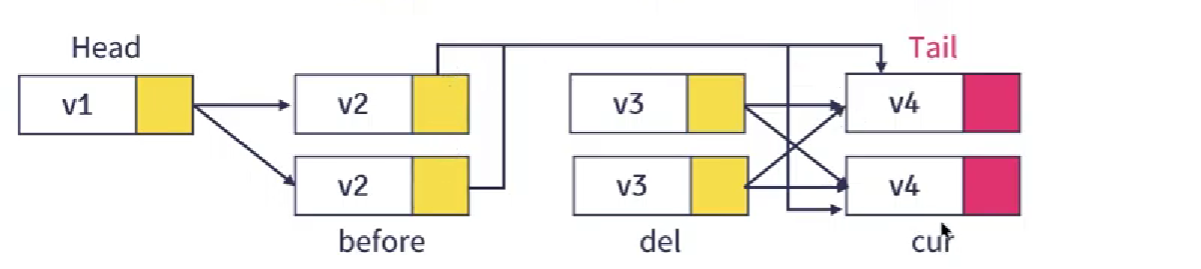 Head
Tail
v1
v2
v3
v4
v2
v3
v4
before
del
cur